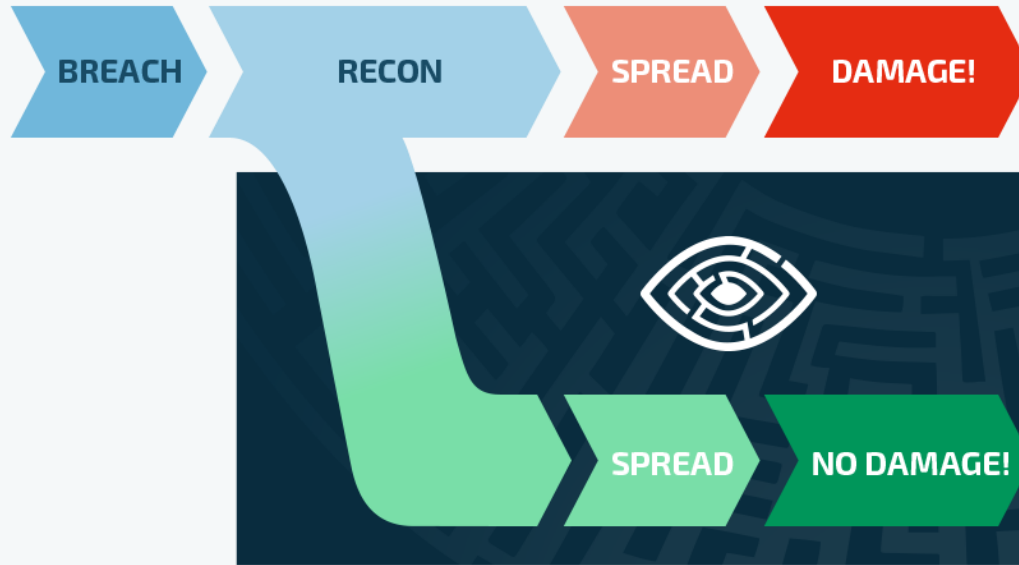 BREACH
RECON
SPREAD
DAMAGE!
SPREAD
NO DAMAGE!